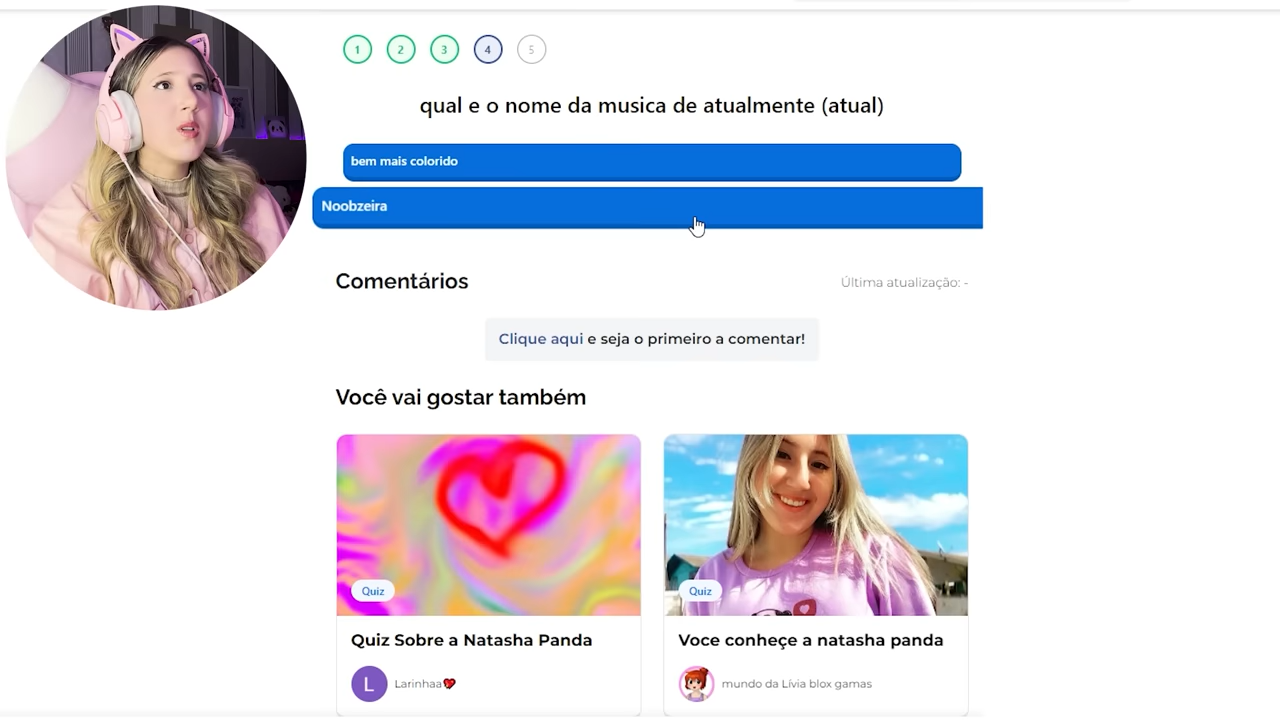 1 2 3 4 5
qual e o nome da musica de atualmente (atual)
bem mais colorido
Noobzeira
Comentários
Última atualização: -
Clique aqui e seja o primeiro a comentar!
Você vai gostar também
Quiz
Quiz
Quiz Sobre a Natasha Panda
Voce conheçe a natasha panda
L
Larinhaa💖
mundo da Lívia blox gamas